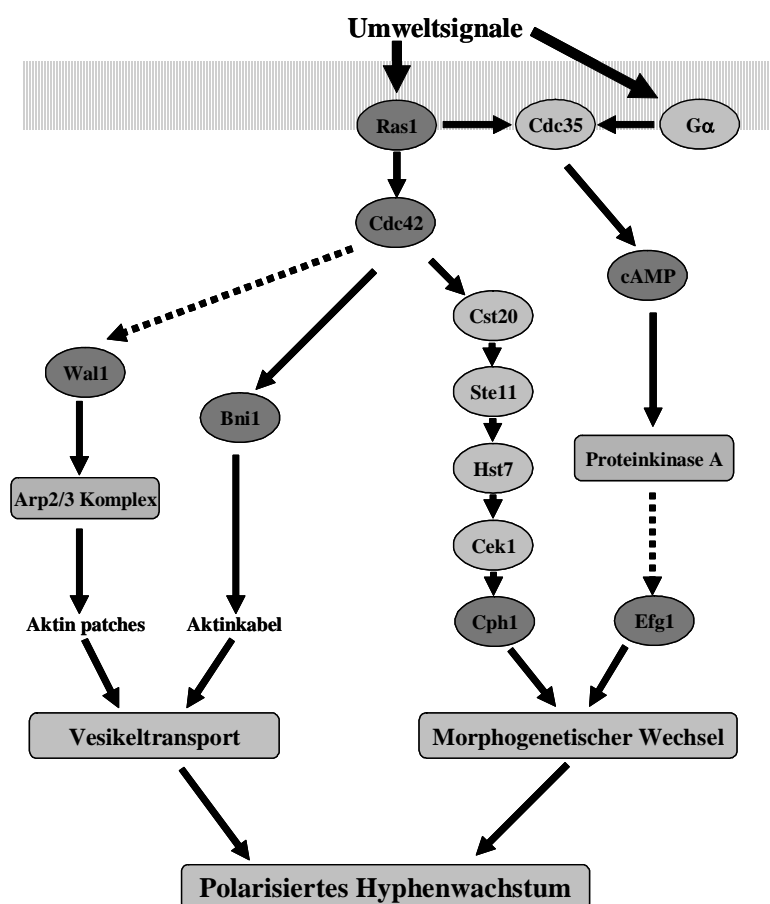 Umweltsignale
Ras1
Cdc35
Gα
Cdc42
cAMP
Cst20
Wal1
Ste11
Bni1
Proteinkinase A
Hst7
Arp2/3 Komplex
Cek1
Aktin patches
Aktinkabel
Cph1
Efg1
Vesikeltransport
Morphogenetischer Wechsel
Polarisiertes Hyphenwachstum